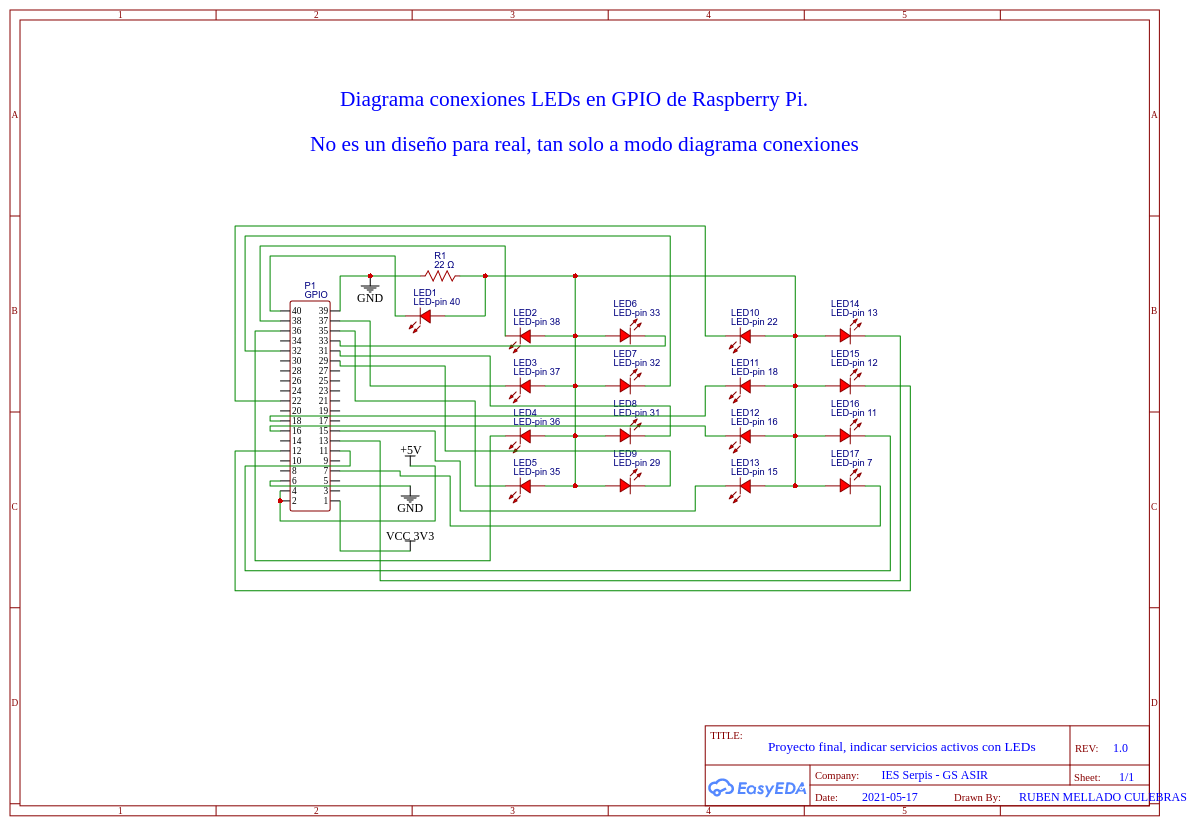 1 2 3 4 5
A A
Diagrama conexiones LEDs en GPIO de Raspberry Pi.
No es un diseño para real, tan solo a modo diagrama conexiones
B B
R1
22 Ω
GND
P1
GPIO
LED1
LED-pin 40
LED2
LED-pin 38
LED6
LED-pin 33
LED10
LED-pin 22
LED14
LED-pin 13
LED3
LED-pin 37
LED7
LED-pin 32
LED11
LED-pin 18
LED15
LED-pin 12
LED4
LED-pin 36
LED8
LED-pin 31
LED12
LED-pin 16
LED16
LED-pin 11
LED5
LED-pin 35
LED9
LED-pin 29
LED13
LED-pin 15
LED17
LED-pin 7
40 39
38 37
36 35
34 33
32 31
30 29
28 27
26 25
24 23
22 21
20 19
18 17
16 15
14 13
12 11
10 9
8 7
6 5
4 3
2 1
+5V
GND
VCC 3V3
C C
D D
TITLE:
Proyecto final, indicar servicios activos con LEDs
REV: 1.0
EasyEDA
Company: IES Serpis - GS ASIR
Sheet: 1/1
Date: 2021-05-17 Drawn By: RUBEN MELLADO CULEBRAS
1 2 3 4 5